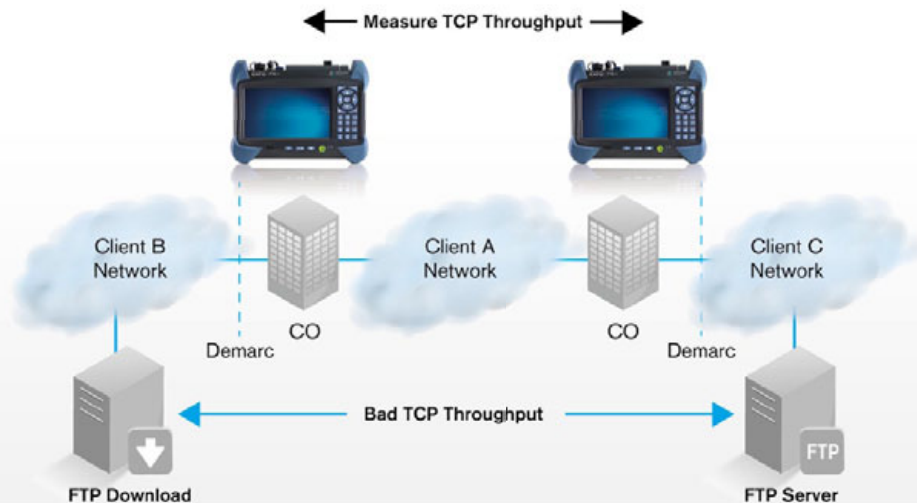 Measure TCP Throughput
Client B
Network
Client A
Network
Client C
Network
CO
CO
Demarc
Demarc
Bad TCP Throughput
FTP
FTP Download
FTP Server